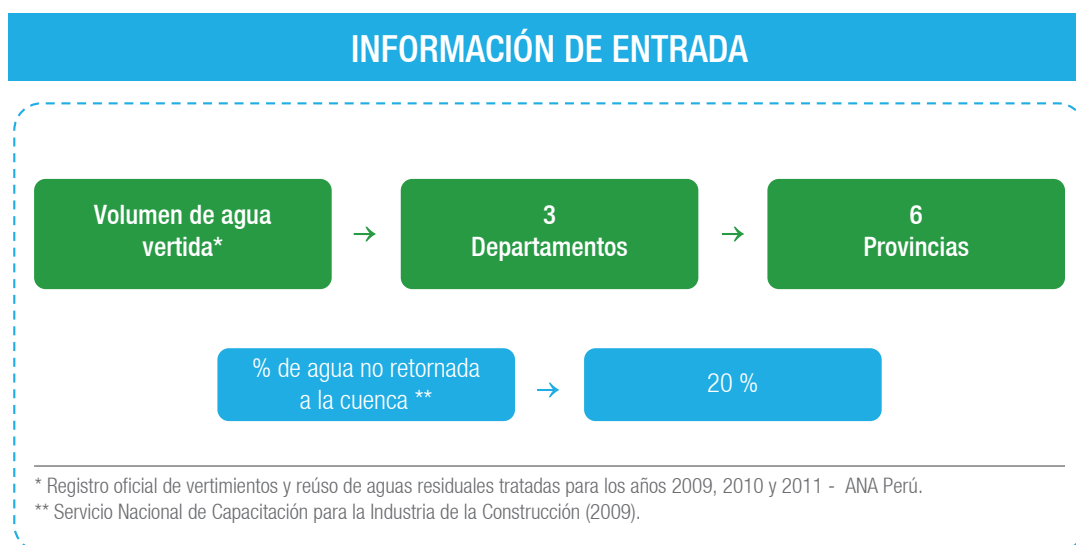 INFORMACIÓN DE ENTRADA
Volumen de agua
vertida*
→
3
Departamentos
→
6
Provincias
% de agua no retornada
a la cuenca **
→
20 %
* Registro oficial de vertimientos y reúso de aguas residuales tratadas para los años 2009, 2010 y 2011 - ANA Perú.
** Servicio Nacional de Capacitación para la Industria de la Construcción (2009).